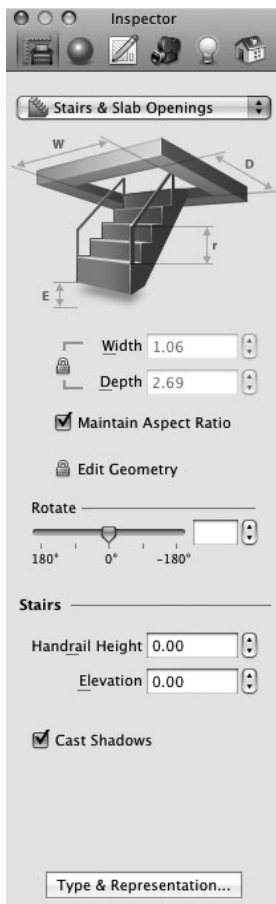 Inspector
Stairs & Slab Openings
W
D
r
E
Width 1.06
Depth 2.69
Maintain Aspect Ratio
Edit Geometry
Rotate
180° 0° -180°
Stairs
Handrail Height 0.00
Elevation 0.00
Cast Shadows
Type & Representation...